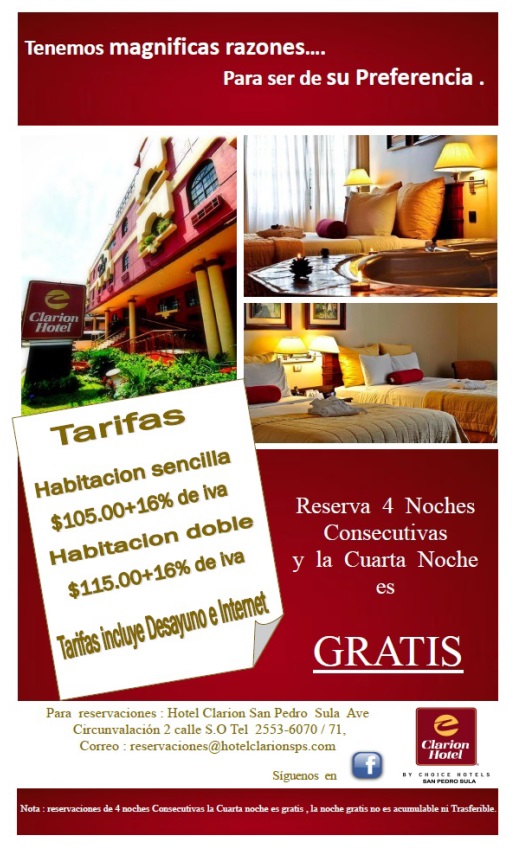 Tenemos magnificas razones....
Para ser de su Preferencia .
Clarion
Hotel
Tarifas
Habitacion sencilla
$105.00+16% de iva
Habitacion doble
$115.00+16% de iva
Tarifas incluye Desayuno e Internet
Reserva 4 Noches
Consecutivas
y la Cuarta Noche
es
GRATIS
Para reservaciones : Hotel Clarion San Pedro Sula Ave
Circunvalación 2 calle S.O Tel 2553-6070 / 71,
Correo : reservaciones@hotelclarionsps.com
Síguenos en
f
Clarion
Hotel
BY CHOICE HOTELS
SAN PEDRO SULA
Nota : reservaciones de 4 noches Consecutivas la Cuarta noche es gratis , la noche gratis no es acumulable ni Trasferible.